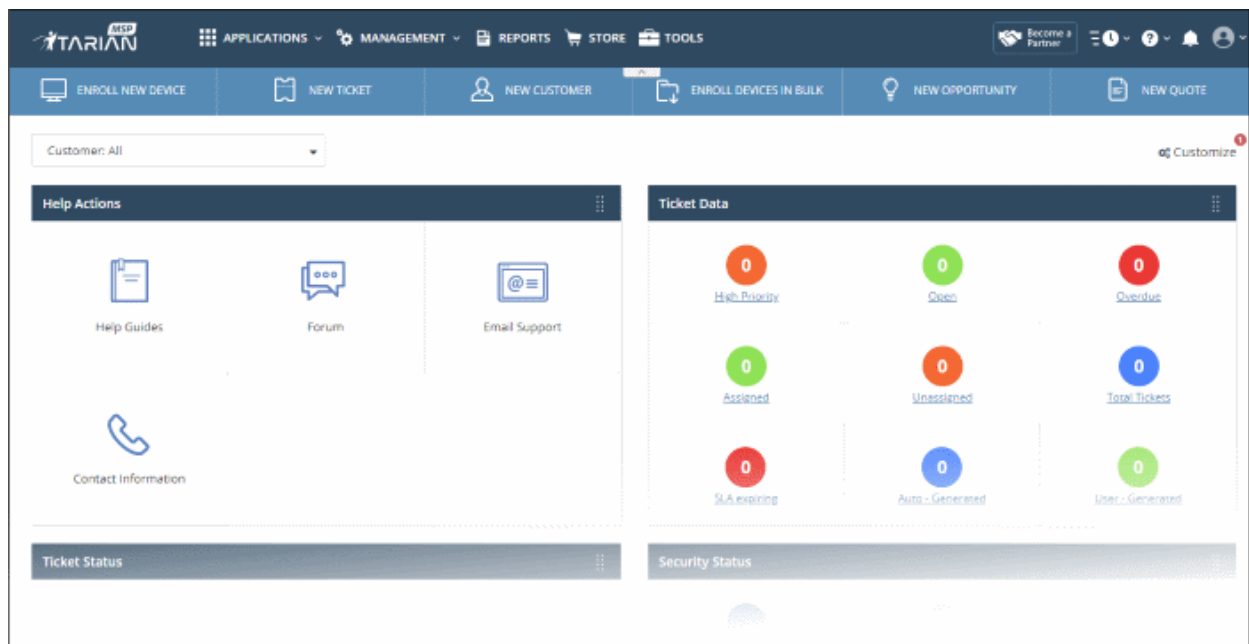 ITARIAN MSP
APPLICATIONS MANAGEMENT REPORTS STORE TOOLS Become a Partner
ENROLL NEW DEVICE NEW TICKET NEW CUSTOMER ENROLL DEVICES IN BULK NEW OPPORTUNITY NEW QUOTE
Customer: All
1
Customize
Help Actions
Help Guides Forum Email Support
Contact Information
Ticket Data
0 0 0
High Priority Open Overdue
0 0 0
Assigned Unassigned Total Tickets
0 0 0
SLA expiring Auto - Generated User - Generated
Ticket Status
Security Status